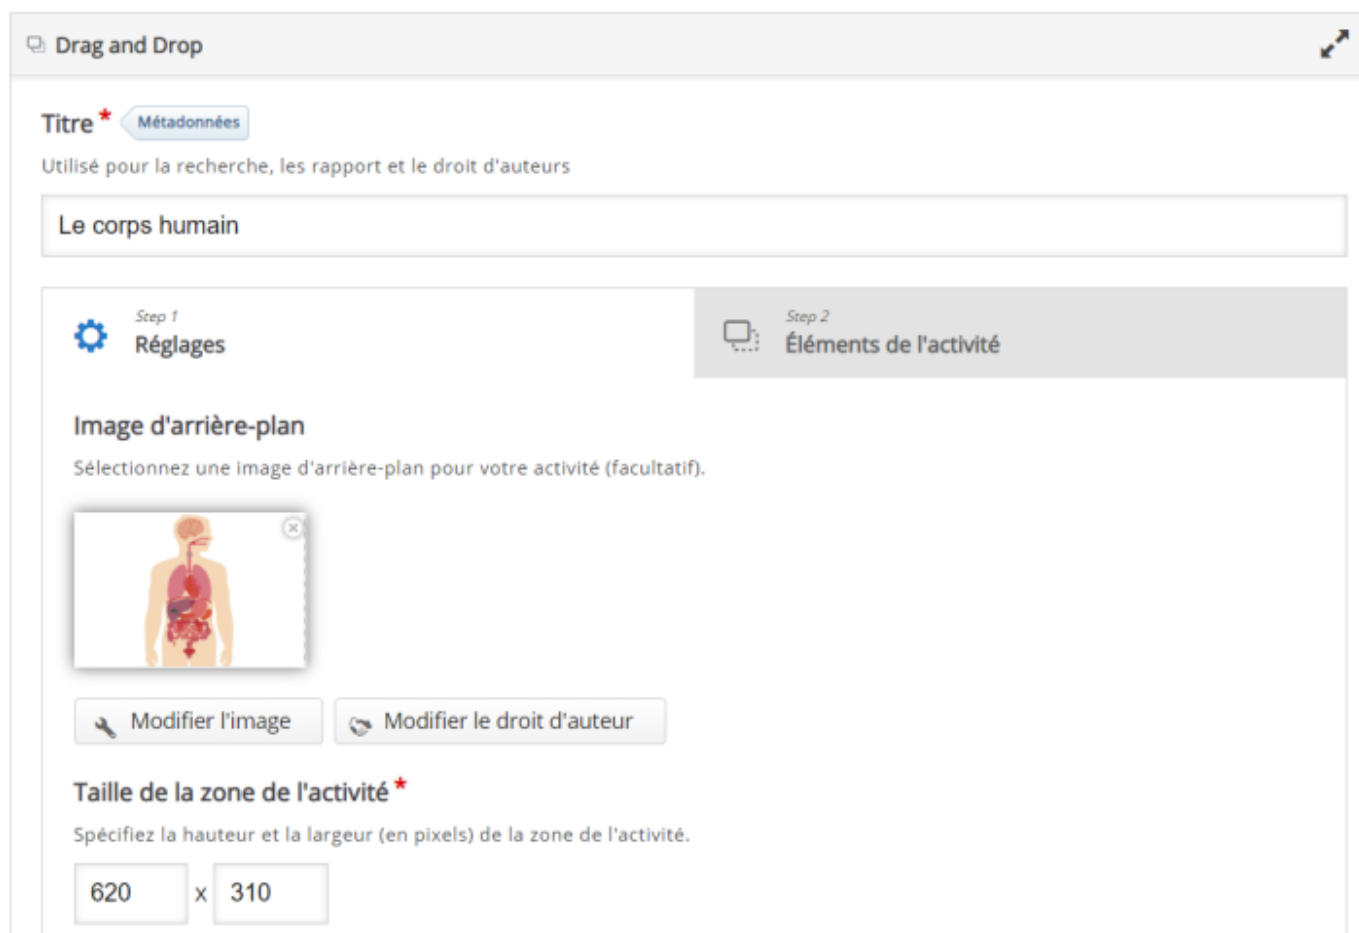 Drag and Drop
Titre * Métadonnées
Utilisé pour la recherche, les rapport et le droit d'auteurs
Le corps humain
Step 1
Réglages
Step 2
Éléments de l'activité
Image d'arrière-plan
Sélectionnez une image d'arrière-plan pour votre activité (facultatif).
Modifier l'image
Modifier le droit d'auteur
Taille de la zone de l'activité *
Spécifiez la hauteur et la largeur (en pixels) de la zone de l'activité.
620 x 310